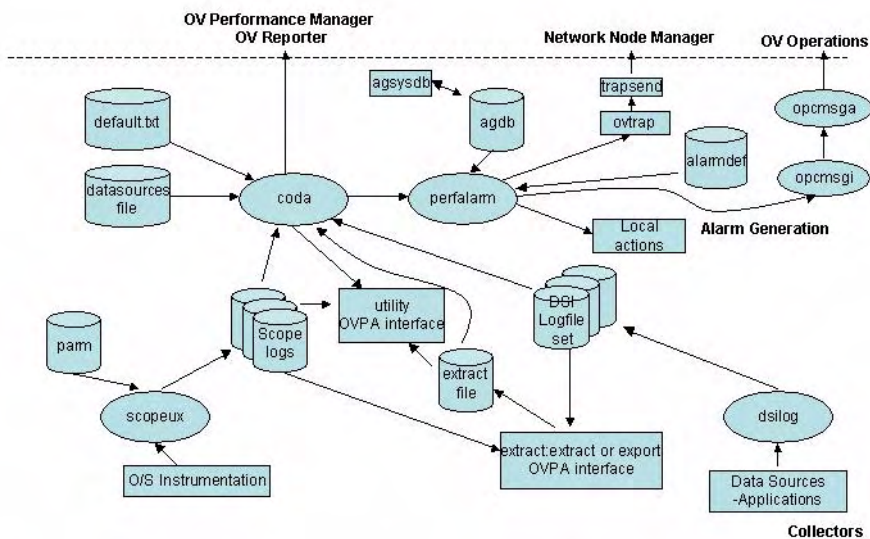 OV Performance Manager
OV Reporter
Network Node Manager
OV Operations
agsysdb
trapsend
opcmsga
default.txt
agdb
ovtrap
alarmdef
opcmsgi
datasources
file
coda
perfalarm
Local
actions
Alarm Generation
utility
OVPA interface
DSI
Logfile
set
Scope
logs
parm
extract
file
scopeux
dsilog
extract:extract or export
OVPA interface
O/S Instrumentation
Data Sources
-Applications
Collectors